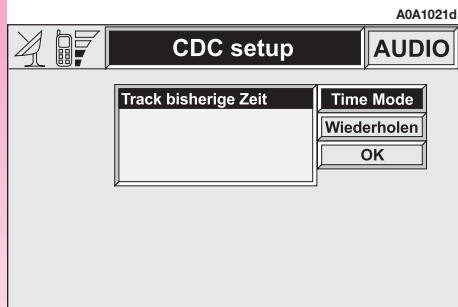 A0A1021d
CDC setup
AUDIO
Track bisherige Zeit
Time Mode
Wiederholen
OK